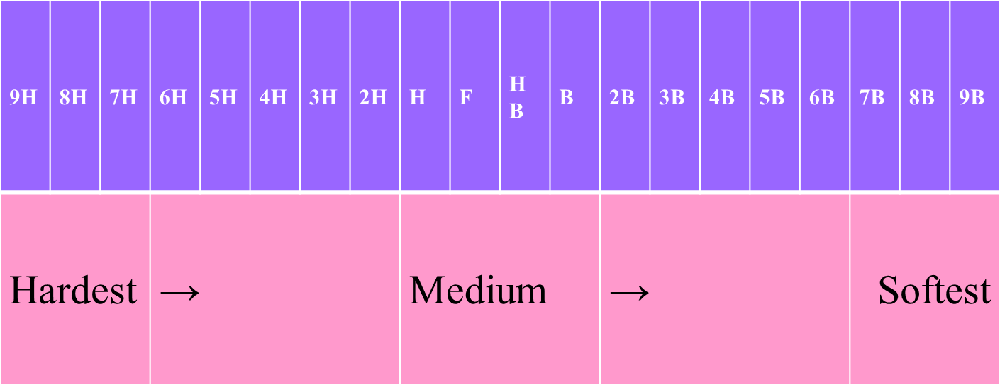 9H 8H 7H 6H 5H 4H 3H 2H H F HB B 2B 3B 4B 5B 6B 7B 8B 9B
Hardest → Medium → Softest